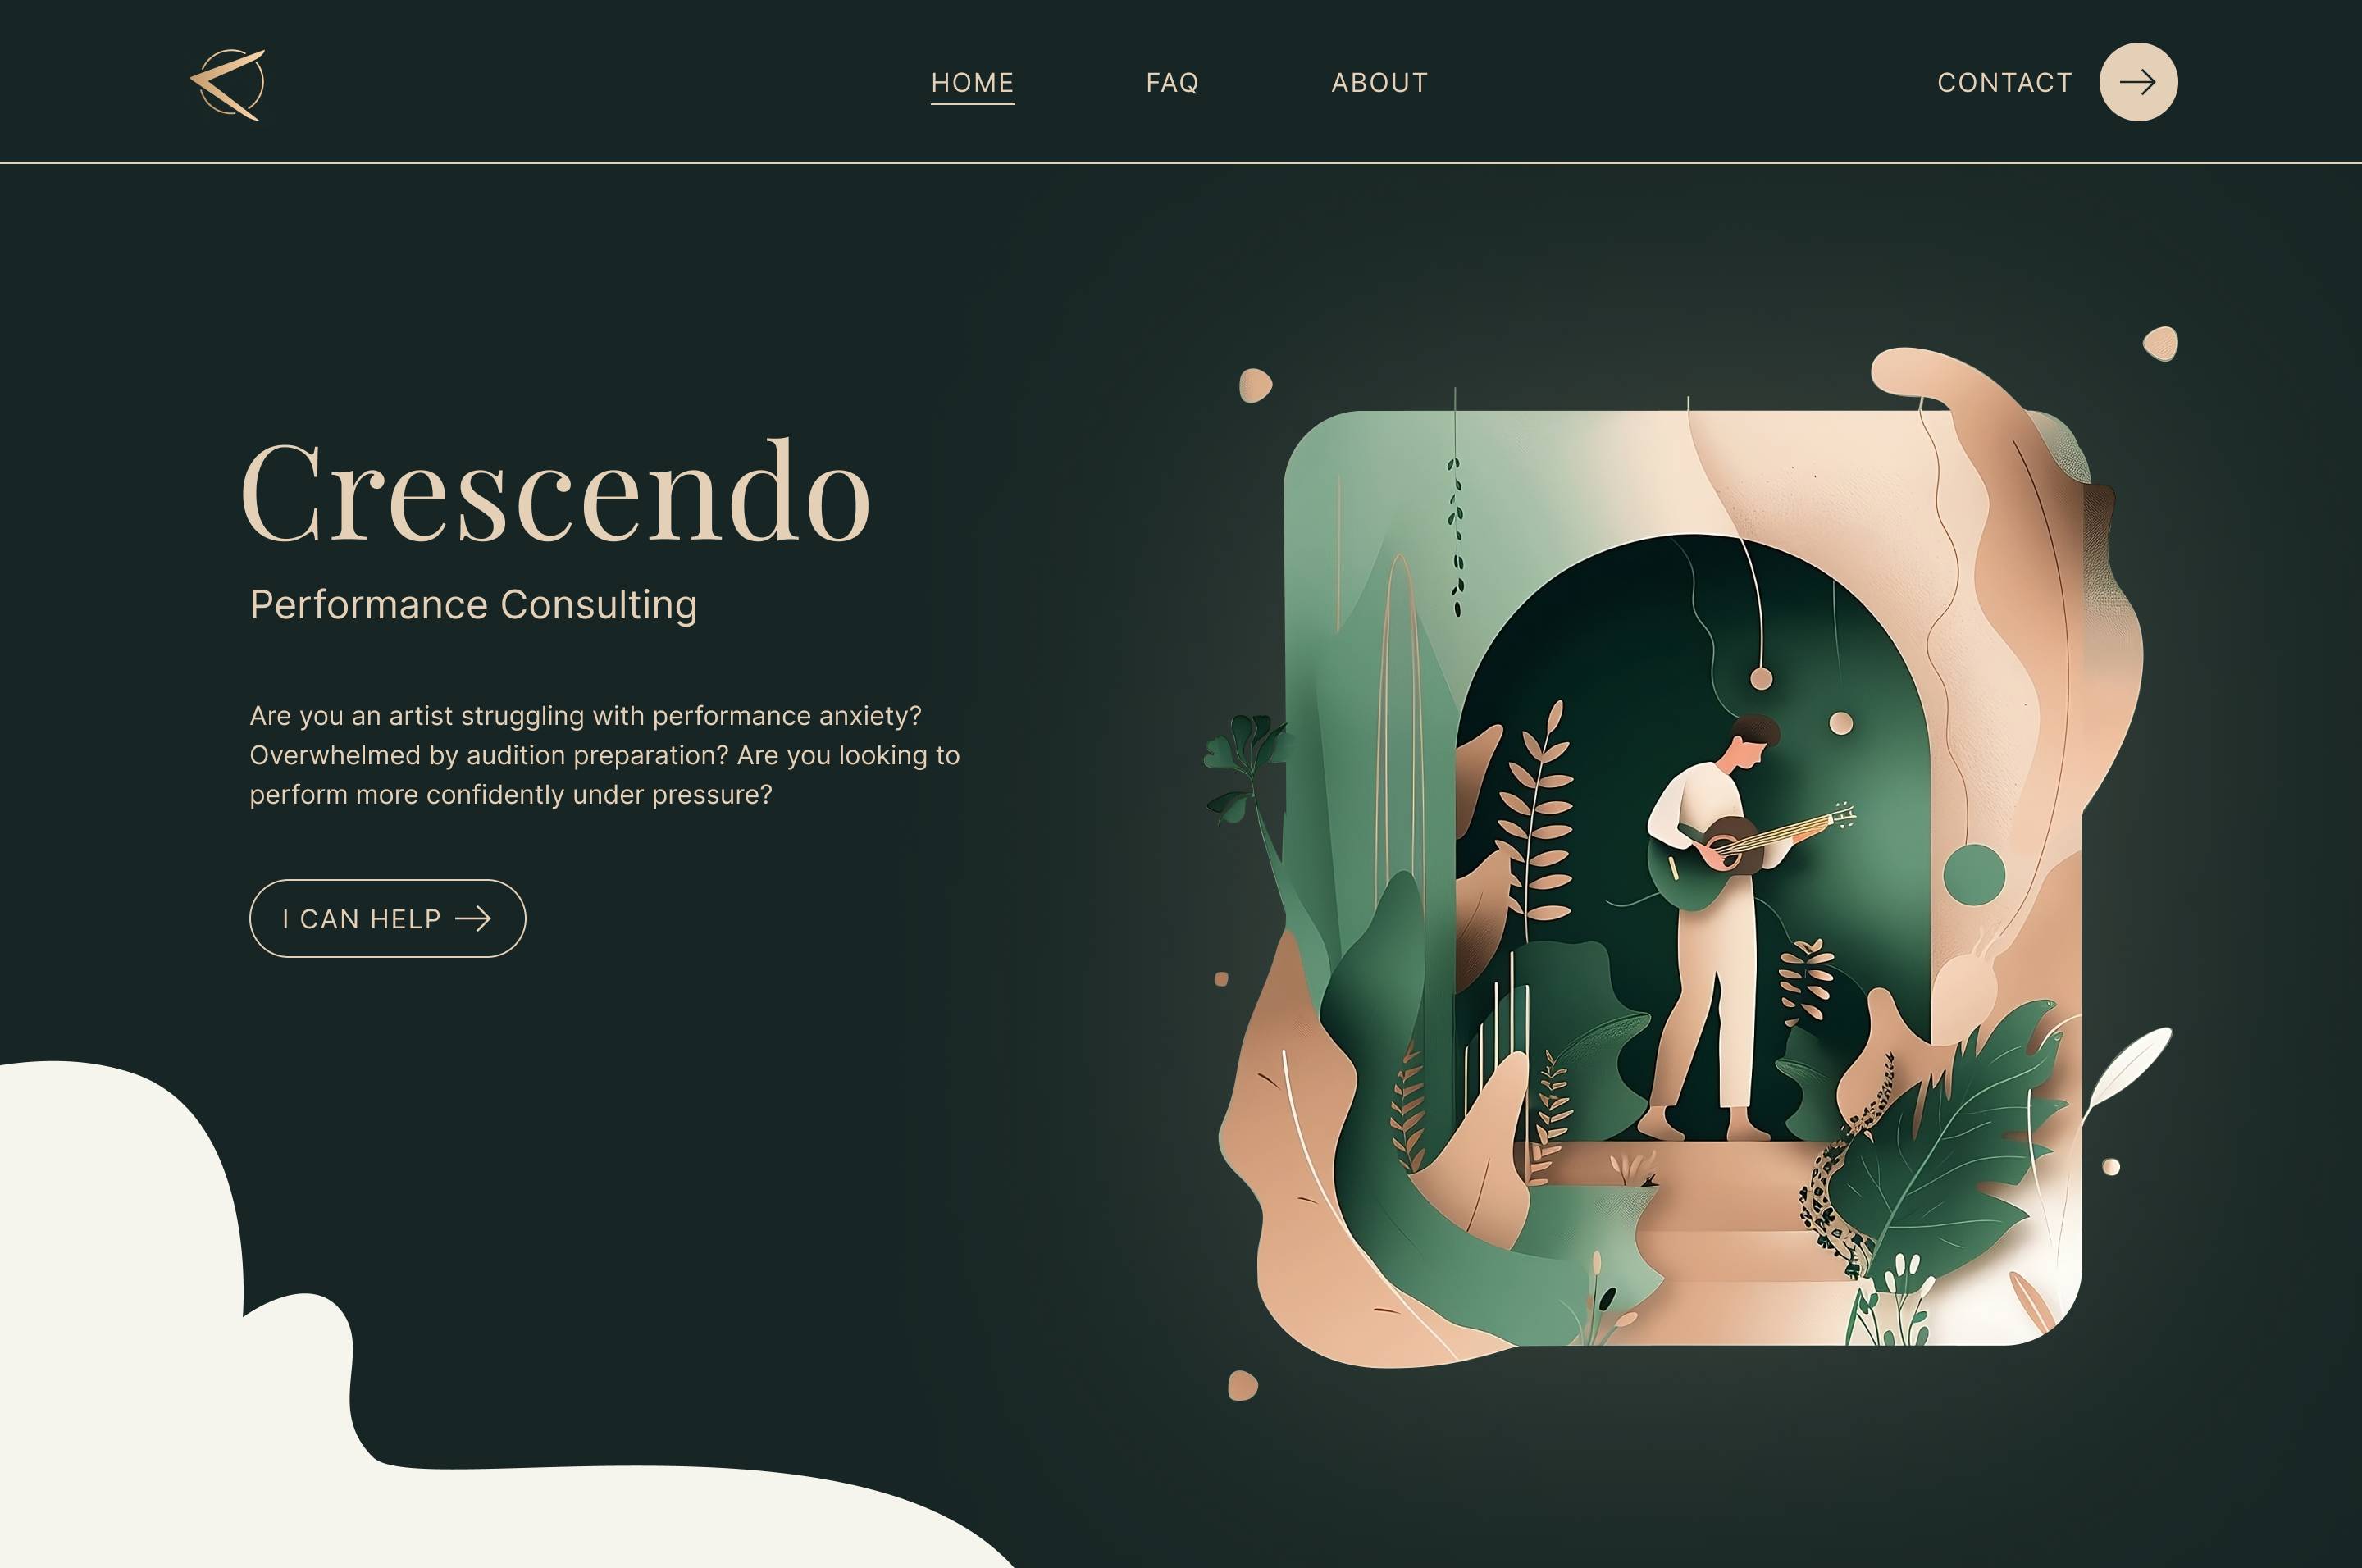 HOME
FAQ
ABOUT
CONTACT
Crescendo
Performance Consulting
Are you an artist struggling with performance anxiety?
Overwhelmed by audition preparation? Are you looking to
perform more confidently under pressure?
I CAN HELP